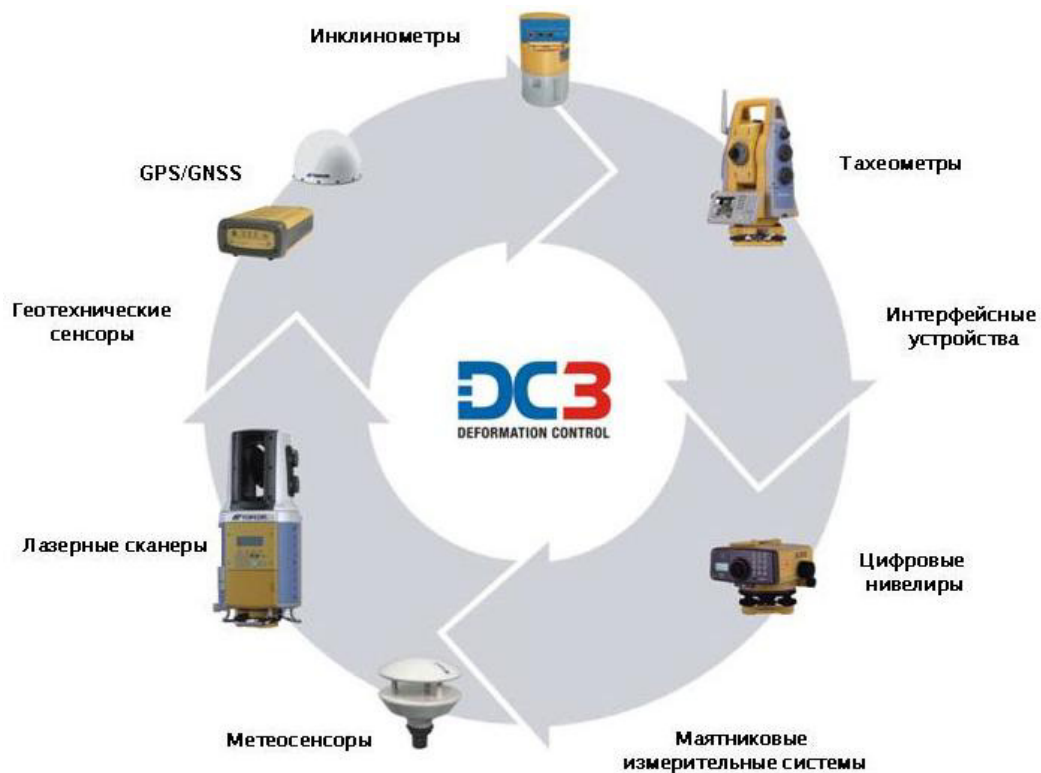 Инклинометры
GPS/GNSS
Тахеометры
Геотехнические
сенсоры
Интерфейсные
устройства
DC3
DEFORMATION CONTROL
Лазерные сканеры
Цифровые
нивелиры
Метеосенсоры
Маятниковые
измерительные системы